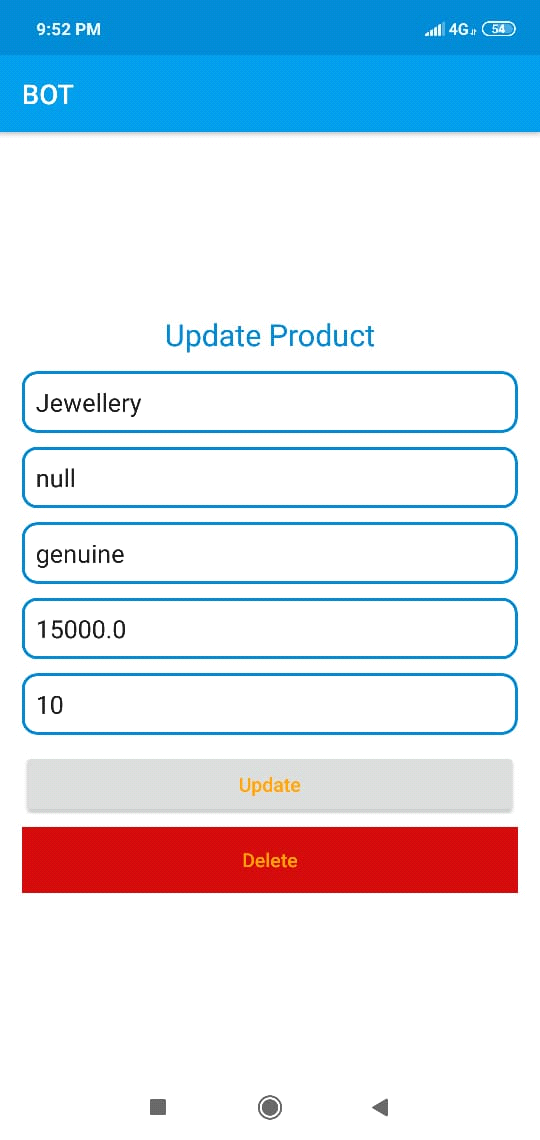 9:52 PM 4G 54
BOT
Update Product
Jewellery
null
genuine
15000.0
10
Update
Delete